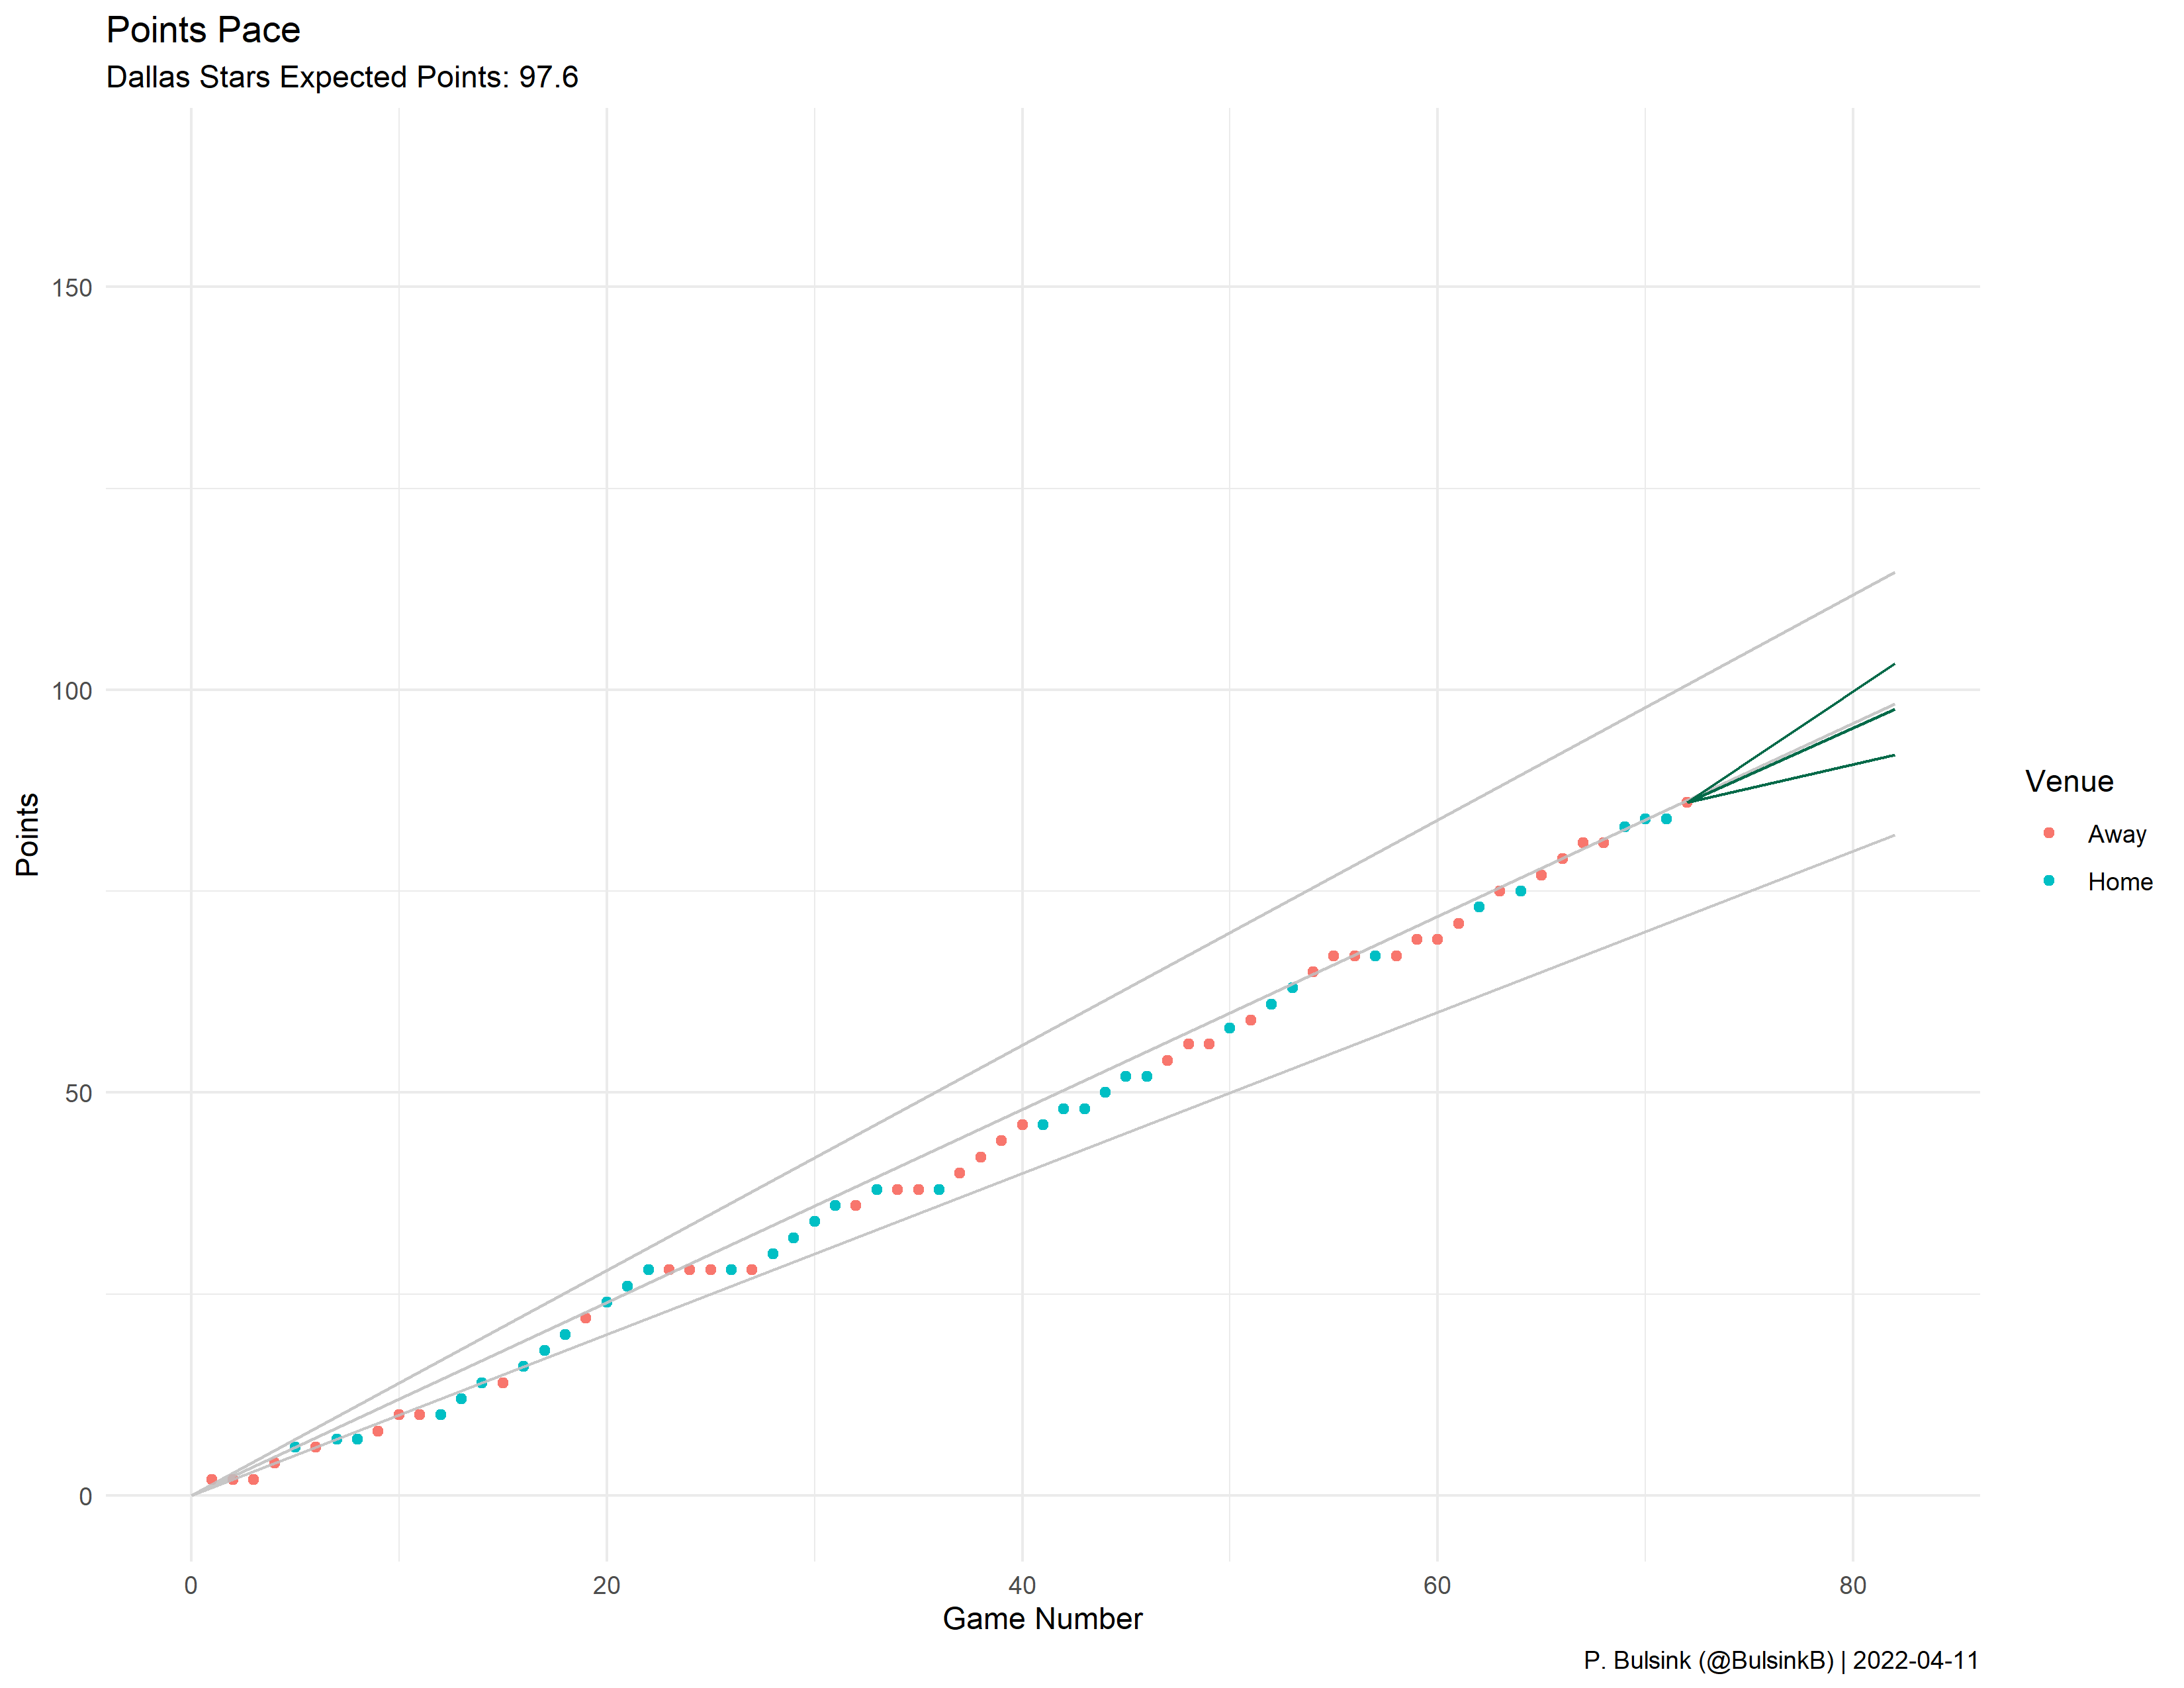 Points Pace
Dallas Stars Expected Points: 97.6
150
100
50
0
Points
0 20 40 60 80
Game Number
Venue
Away
Home
P. Bulsink (@BulsinkB) | 2022-04-11